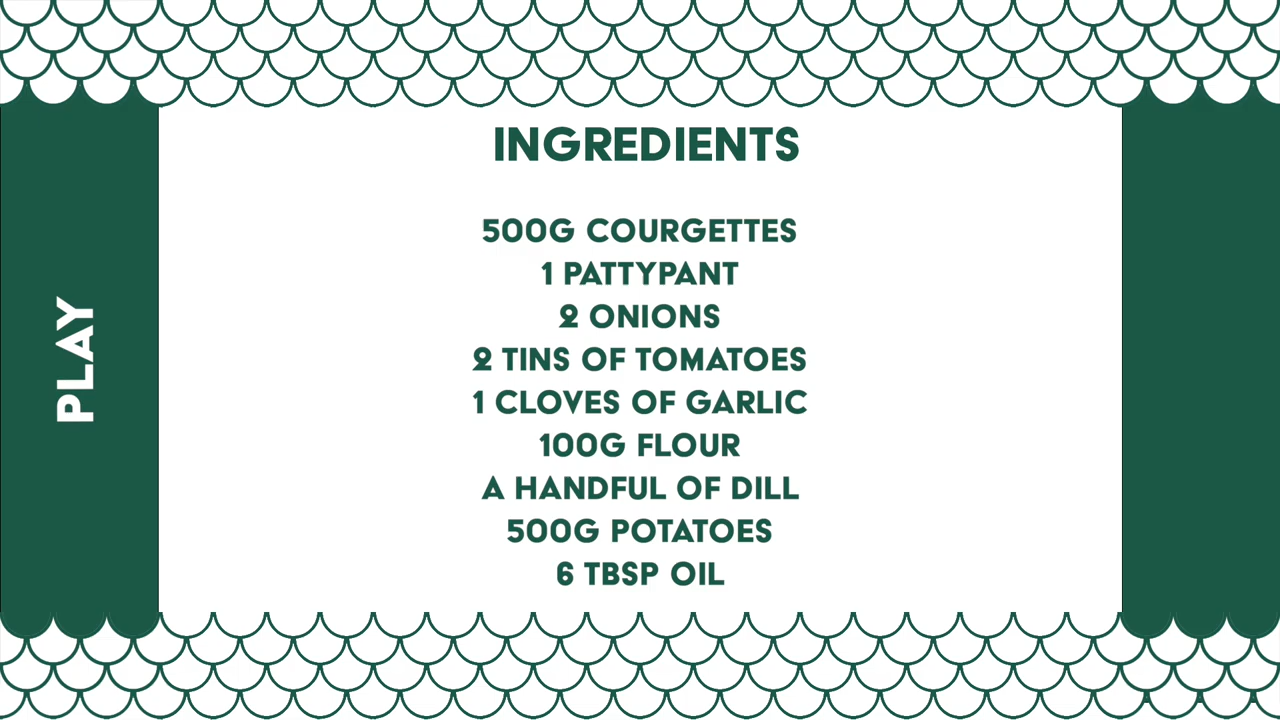 INGREDIENTS
500G COURGETTES
1 PATTYPANT
2 ONIONS
2 TINS OF TOMATOES
1 CLOVES OF GARLIC
100G FLOUR
A HANDFUL OF DILL
500G POTATOES
6 TBSP OIL
PLAY